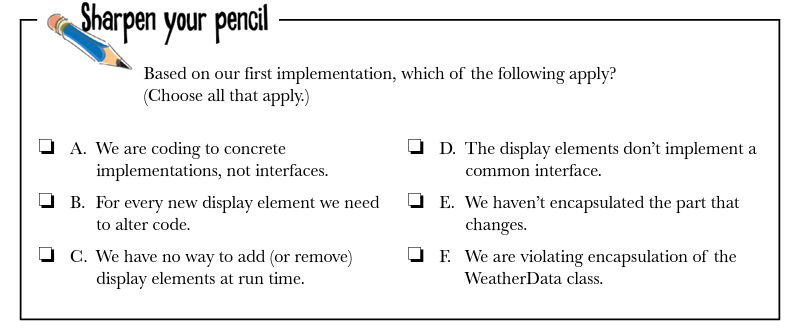 Sharpen your pencil
Based on our first implementation, which of the following apply?
(Choose all that apply.)
A. We are coding to concrete
implementations, not interfaces.
B. For every new display element we need
to alter code.
C. We have no way to add (or remove)
display elements at run time.
D. The display elements don’t implement a
common interface.
E. We haven’t encapsulated the part that
changes.
F. We are violating encapsulation of the
WeatherData class.